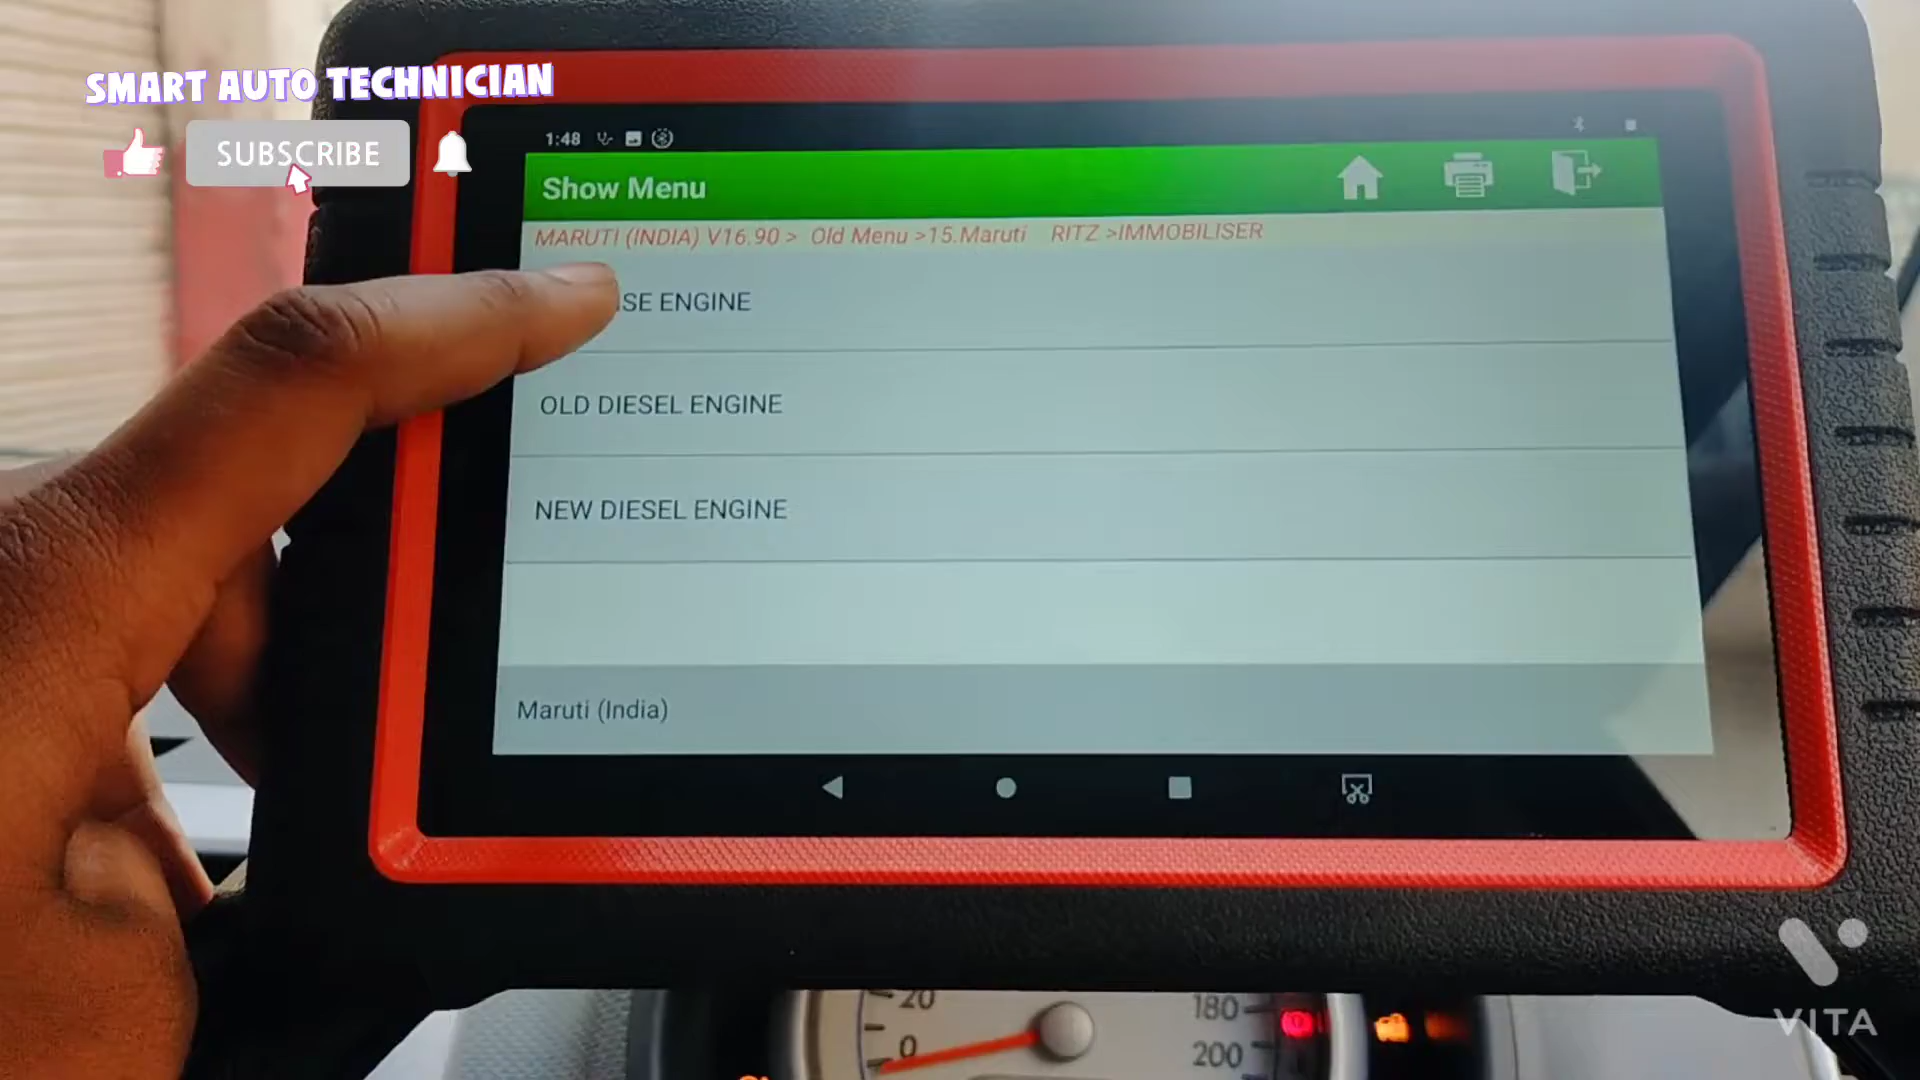 SMART AUTO TECHNICIAN
SUBSCRIBE
1:48
Show Menu
MARUTI (INDIA) V16.90 > Old Menu >15.Maruti RITZ >IMMOBILISER
ENGINE
OLD DIESEL ENGINE
NEW DIESEL ENGINE
Maruti (India)
20
0
180
200
VITA